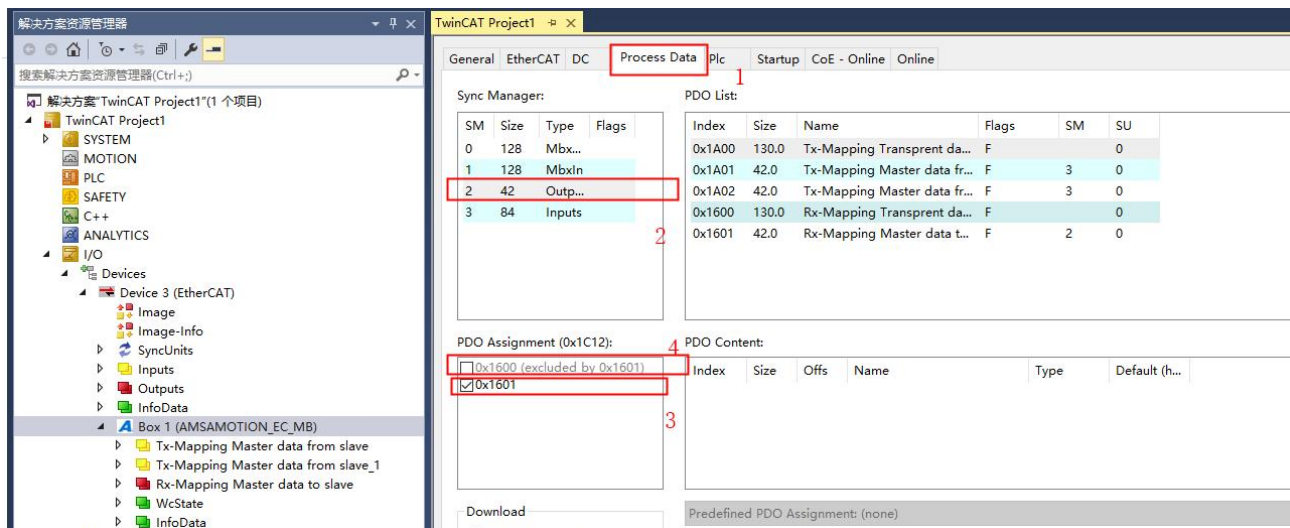 解决方案资源管理器
搜索解决方案资源管理器(Ctrl+;)
解决方案"TwinCAT Project1"(1 个项目)
TwinCAT Project1
SYSTEM
MOTION
PLC
SAFETY
C++
ANALYTICS
I/O
Devices
Device 3 (EtherCAT)
Image
Image-Info
SyncUnits
Inputs
Outputs
InfoData
Box 1 (AMSAMOTION_EC_MB)
Tx-Mapping Master data from slave
Tx-Mapping Master data from slave_1
Rx-Mapping Master data to slave
WcState
InfoData
TwinCAT Project1
General EtherCAT DC Process Data Plc Startup CoE - Online Online
1
Sync Manager:
SM Size Type Flags
0 128 Mbx...
1 128 MbxIn
2 42 Outp...
3 84 Inputs
2
PDO List:
Index Size Name Flags SM SU
0x1A00 130.0 Tx-Mapping Transprent da... F 0
0x1A01 42.0 Tx-Mapping Master data fr... F 3 0
0x1A02 42.0 Tx-Mapping Master data fr... F 3 0
0x1600 130.0 Rx-Mapping Transprent da... F 0
0x1601 42.0 Rx-Mapping Master data t... F 2 0
PDO Assignment (0x1C12):
4
0x1600 (excluded by 0x1601)
0x1601
3
PDO Content:
Index Size Offs Name Type Default (h...
Download
Predefined PDO Assignment: (none)